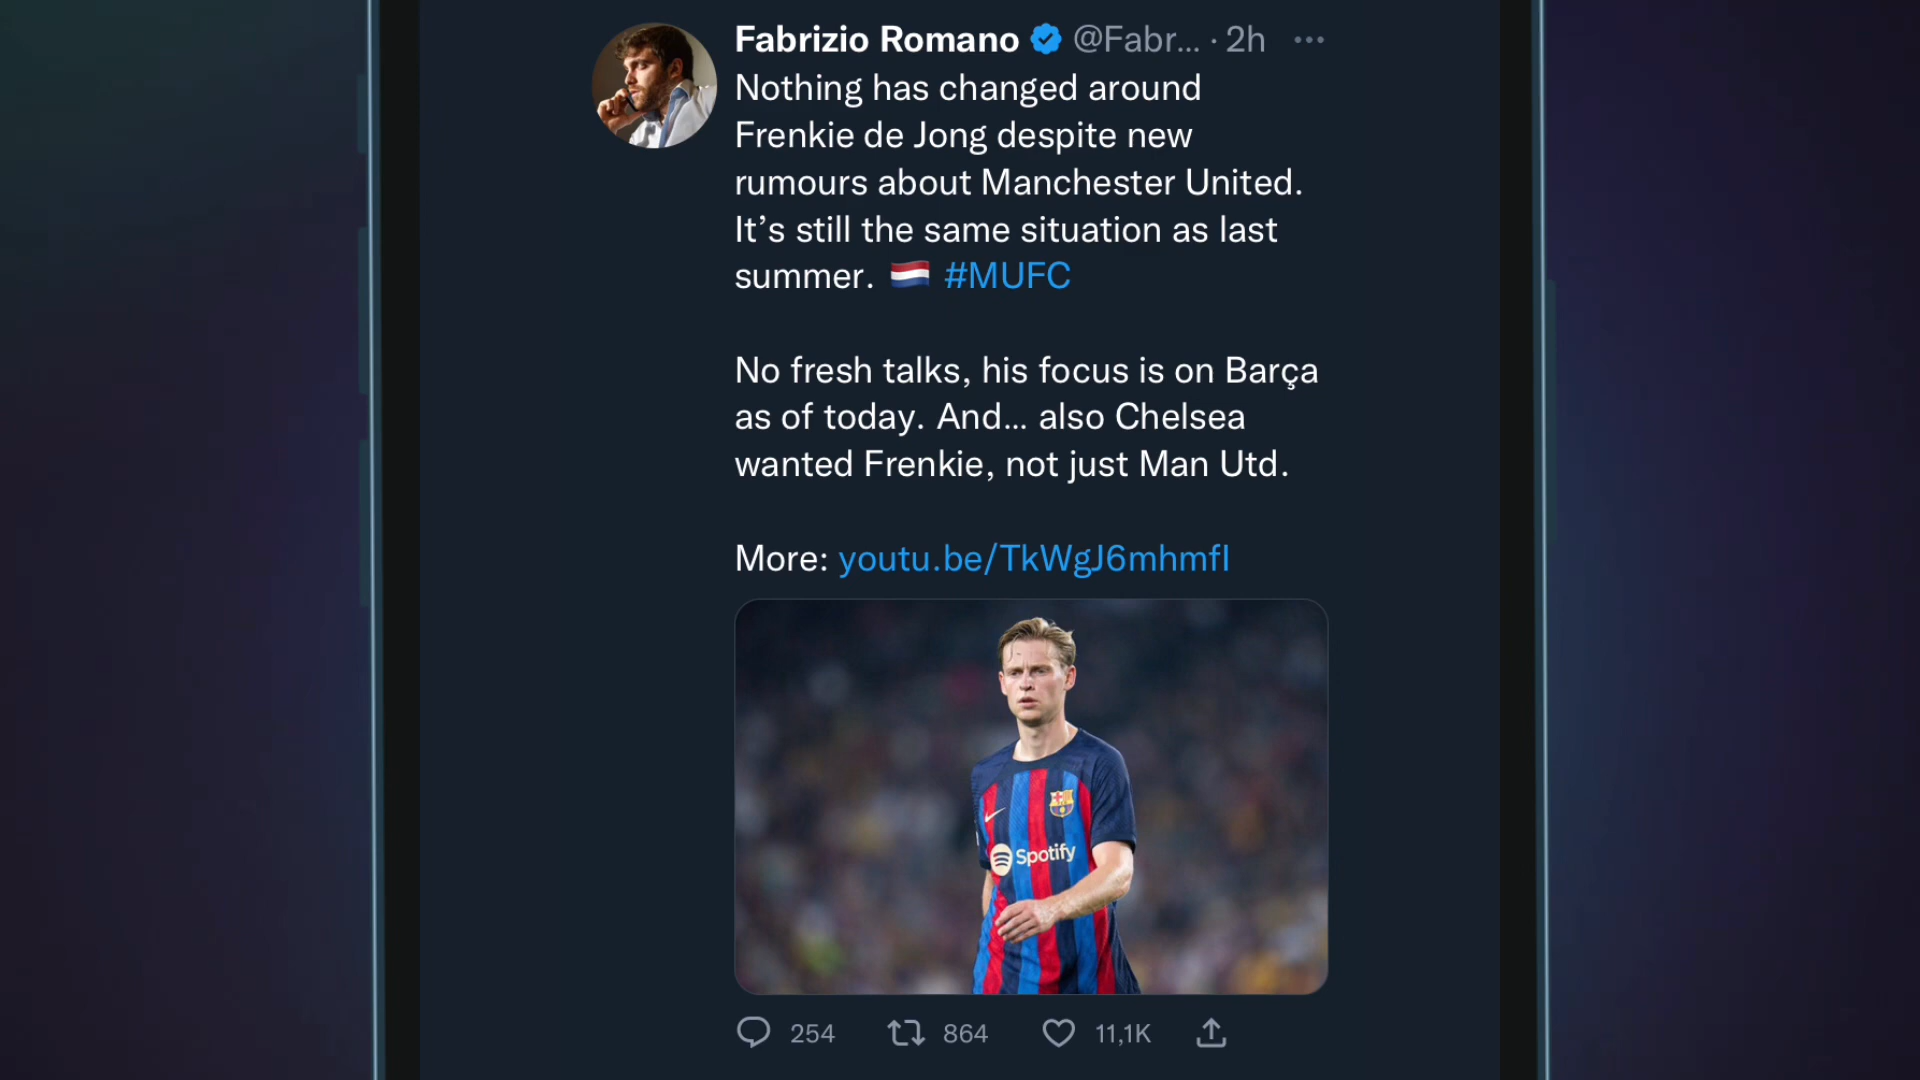 Fabrizio Romano @Fabr... · 2h
Nothing has changed around
Frenkie de Jong despite new
rumours about Manchester United.
It’s still the same situation as last
summer. 🇳🇱 #MUFC
No fresh talks, his focus is on Barça
as of today. And... also Chelsea
wanted Frenkie, not just Man Utd.
More: youtu.be/TkWgJ6mhmfI
Spotify
254 864 11,1K